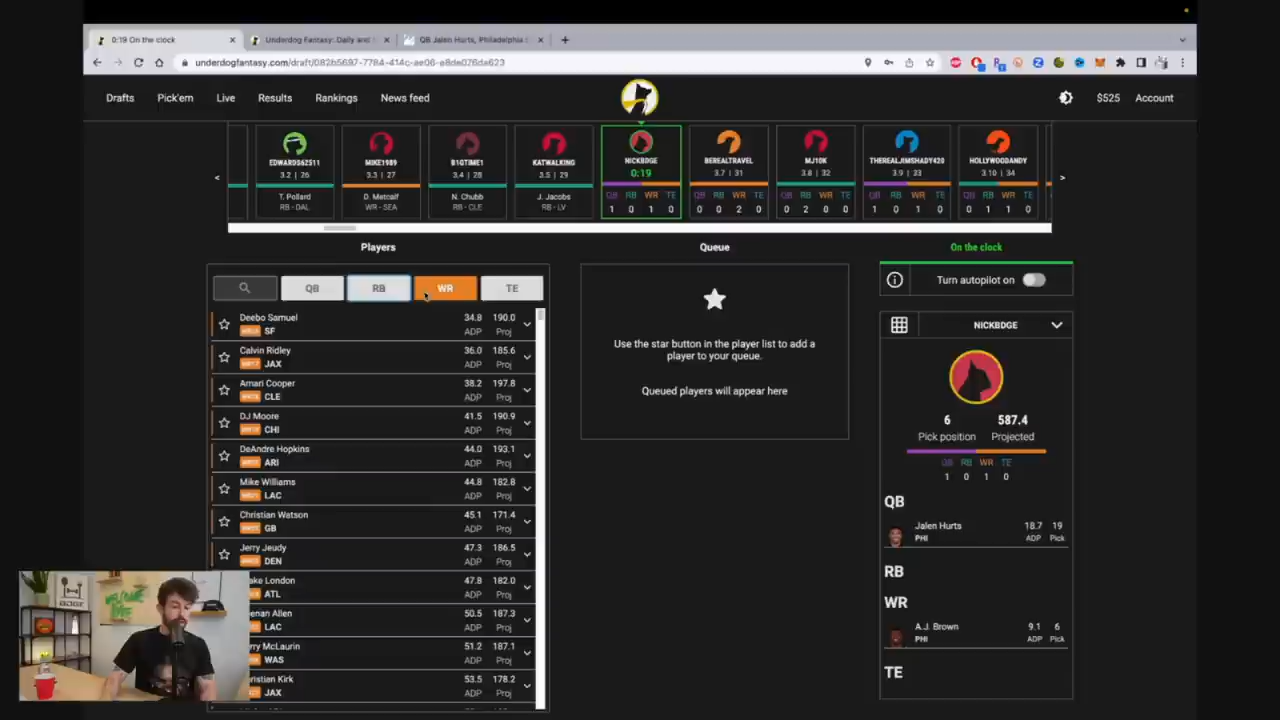 0:19 On the clock
Underdog Fantasy: Daily and
QB Jalen Hurts, Philadelphia
underdogfantasy.com/draft/082b5697-7784-414c-ae06-e8de076da623
Drafts Pick'em Live Results Rankings News feed
$525 Account
EDWARDS62511 MIKE1989 B1GTIME1 KATWALKING NICKBDGE BEREALTRAVEL MJ10K THEREALJIMSHADY420 HOLLYWOODANDY
3.2 | 26 3.3 | 27 3.4 | 28 3.5 | 29 0:19 3.7 | 31 3.8 | 32 3.9 | 33 3.10 | 34
T. Pollard D. Metcalf N. Chubb J. Jacobs QB RB WR TE QB RB WR TE QB RB WR TE QB RB WR TE QB RB WR TE
RB - DAL WR - SEA RB - CLE RB - LV 1 0 1 0 0 0 2 0 0 2 0 0 1 0 1 0 0 1 1 0
Players Queue On the clock
QB RB WR TE
Turn autopilot on
Deebo Samuel 34.8 190.0
SF ADP Proj
Calvin Ridley 36.0 185.6
JAX ADP Proj
Amari Cooper 38.2 197.8
CLE ADP Proj
DJ Moore 41.5 190.9
CHI ADP Proj
DeAndre Hopkins 44.0 193.1
ARI ADP Proj
Mike Williams 44.8 182.8
LAC ADP Proj
Christian Watson 45.1 171.4
GB ADP Proj
Jerry Jeudy 47.3 186.5
DEN ADP Proj
ake London 47.8 182.0
ATL ADP Proj
enan Allen 50.5 187.3
LAC ADP Proj
rry McLaurin 51.2 187.1
WAS ADP Proj
ristian Kirk 53.5 178.2
JAX ADP Proj
Use the star button in the player list to add a
player to your queue.
Queued players will appear here
NICKBDGE
6 587.4
Pick position Projected
QB RB WR TE
1 0 1 0
QB
Jalen Hurts 18.7 19
PHI ADP Pick
RB
WR
A.J. Brown 9.1 6
PHI ADP Pick
TE